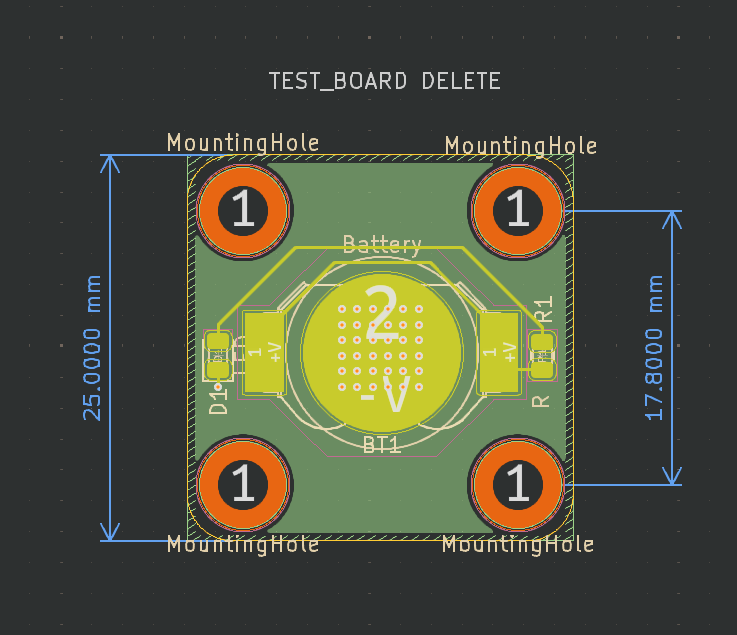 TEST_BOARD DELETE
MountingHole
MountingHole
1
1
Battery
2
25.0000 mm
17.8000 mm
R1
1
+V
1
+V
-V
D1
R
BT1
1
1
MountingHole
MountingHole